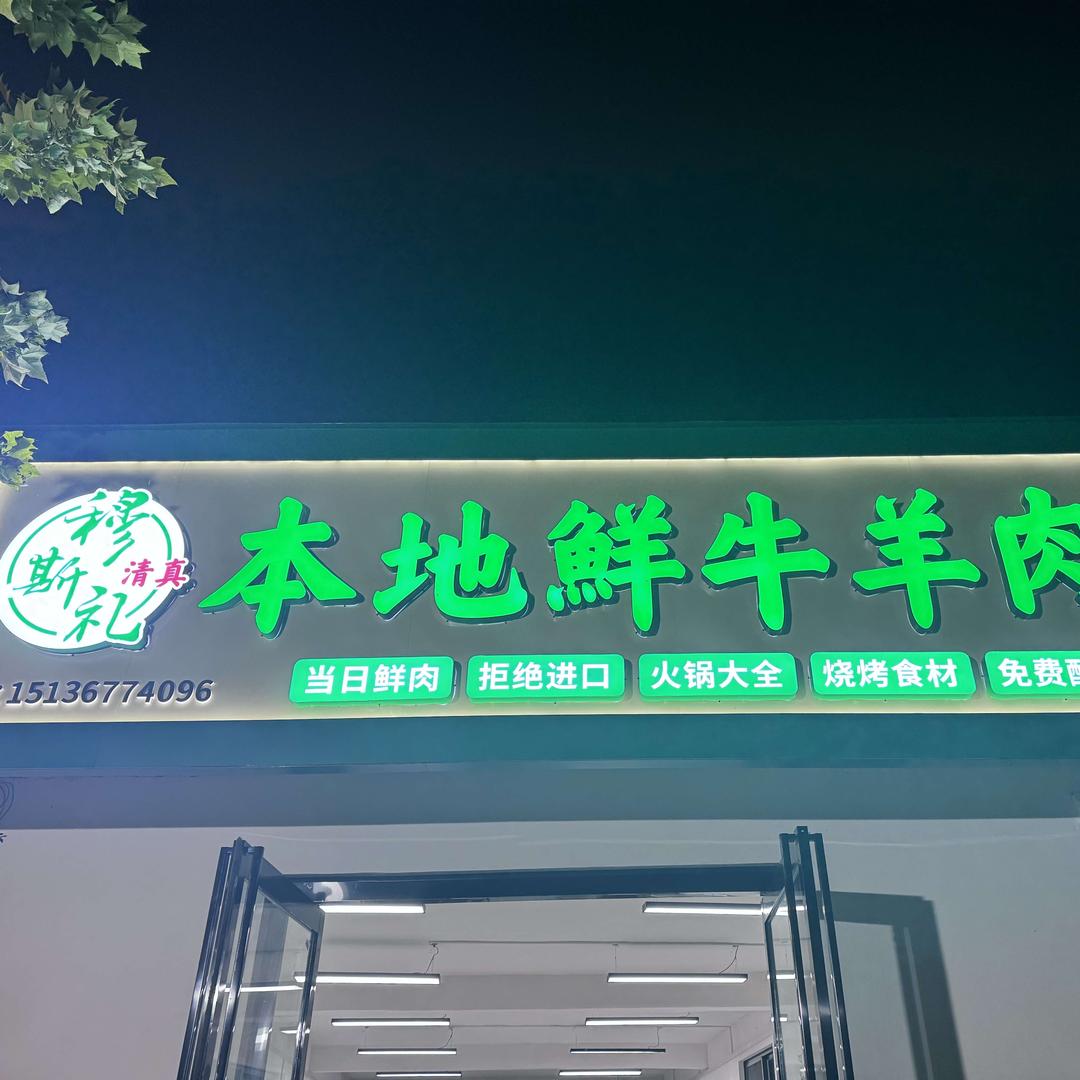 穆斯礼
清真
本地鲜牛羊肉
15136774096
当日鲜肉 拒绝进口 火锅大全 烧烤食材 免费配